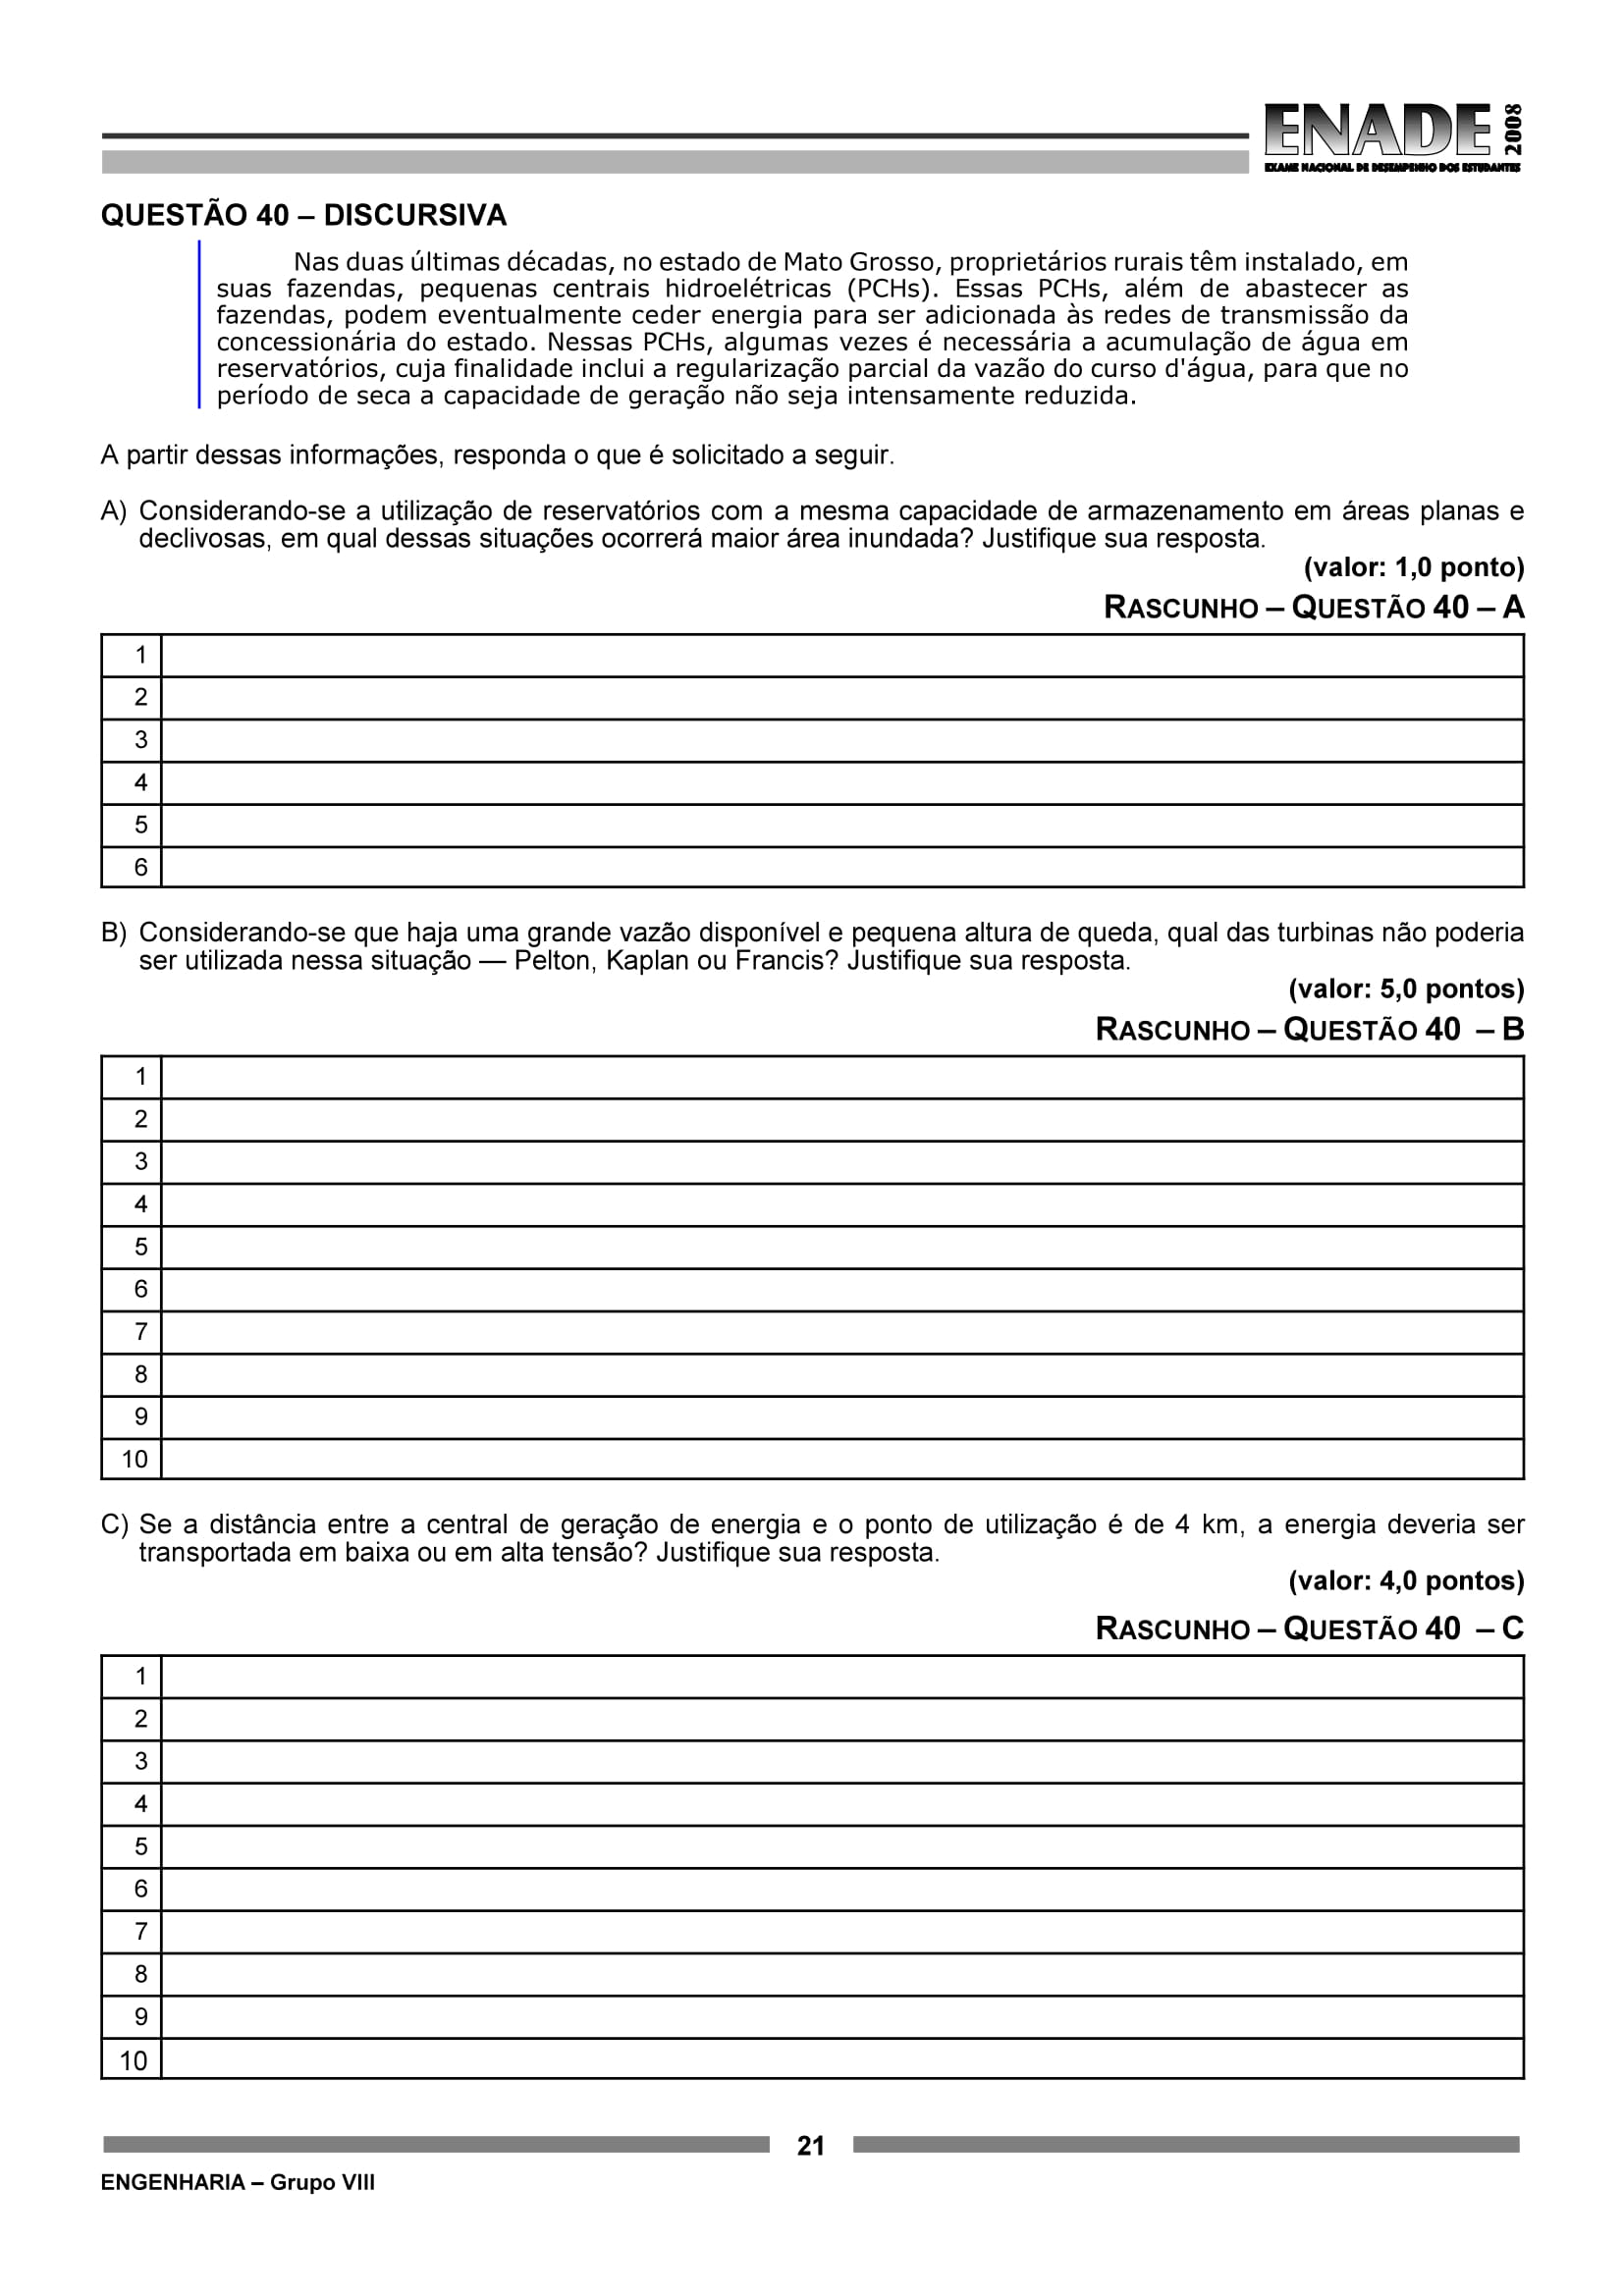 ENADE 2008
EXAME NACIONAL DE DESEMPENHO DOS ESTUDANTES
QUESTÃO 40 – DISCURSIVA
Nas duas últimas décadas, no estado de Mato Grosso, proprietários rurais têm instalado, em
suas fazendas, pequenas centrais hidroelétricas (PCHs). Essas PCHs, além de abastecer as
fazendas, podem eventualmente ceder energia para ser adicionada às redes de transmissão da
concessionária do estado. Nessas PCHs, algumas vezes é necessária a acumulação de água em
reservatórios, cuja finalidade inclui a regularização parcial da vazão do curso d'água, para que no
período de seca a capacidade de geração não seja intensamente reduzida.
A partir dessas informações, responda o que é solicitado a seguir.
A) Considerando-se a utilização de reservatórios com a mesma capacidade de armazenamento em áreas planas e
declivosas, em qual dessas situações ocorrerá maior área inundada? Justifique sua resposta.
(valor: 1,0 ponto)
RASCUNHO – QUESTÃO 40 – A
1
2
3
4
5
6
B) Considerando-se que haja uma grande vazão disponível e pequena altura de queda, qual das turbinas não poderia
ser utilizada nessa situação — Pelton, Kaplan ou Francis? Justifique sua resposta.
(valor: 5,0 pontos)
RASCUNHO – QUESTÃO 40 – B
1
2
3
4
5
6
7
8
9
10
C) Se a distância entre a central de geração de energia e o ponto de utilização é de 4 km, a energia deveria ser
transportada em baixa ou em alta tensão? Justifique sua resposta.
(valor: 4,0 pontos)
RASCUNHO – QUESTÃO 40 – C
1
2
3
4
5
6
7
8
9
10
21
ENGENHARIA – Grupo VIII